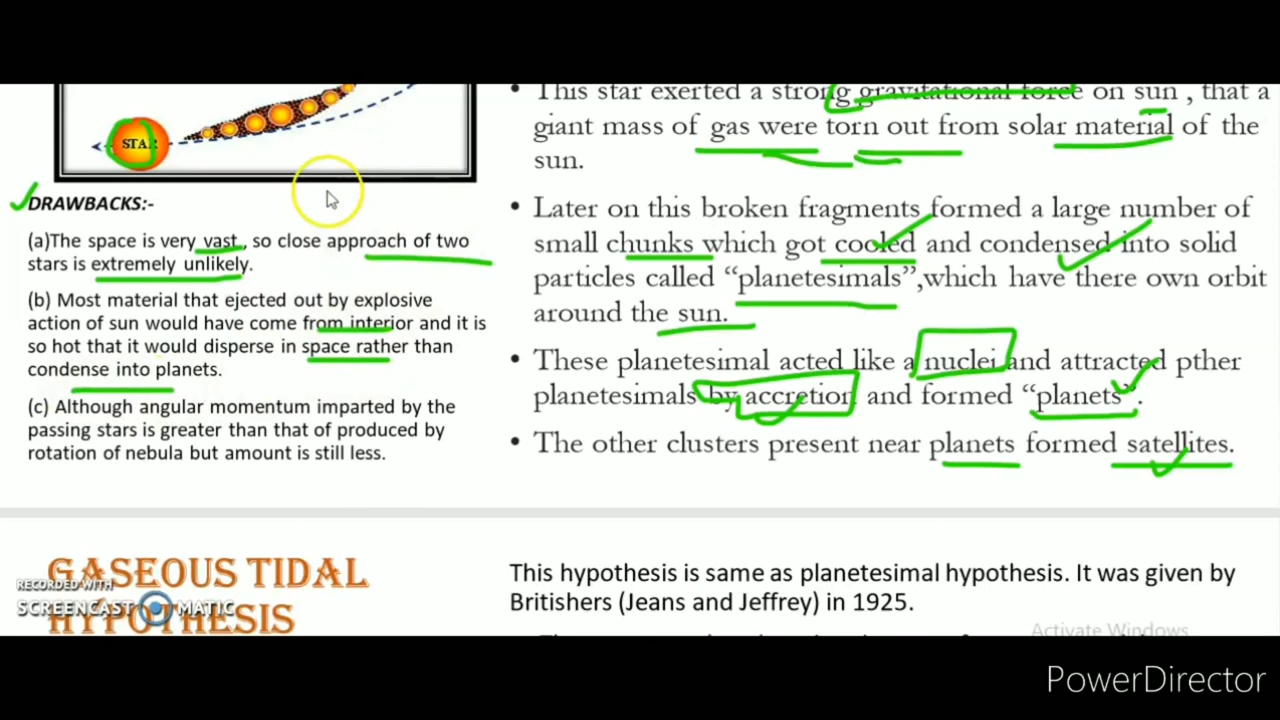 STAR
DRAWBACKS:-
(a)The space is very vast , so close approach of two
stars is extremely unlikely.
(b) Most material that ejected out by explosive
action of sun would have come from interior and it is
so hot that it would disperse in space rather than
condense into planets.
(c) Although angular momentum imparted by the
passing stars is greater than that of produced by
rotation of nebula but amount is still less.
• This star exerted a strong gravitational force on sun , that a
giant mass of gas were torn out from solar material of the
sun.
• Later on this broken fragments formed a large number of
small chunks which got cooled and condensed into solid
particles called “planetesimals”,which have there own orbit
around the sun.
• These planetesimal acted like a nuclei and attracted pther
planetesimals by accretion and formed “planets”.
• The other clusters present near planets formed satellites.
GASEOUS TIDAL
HYPOTHESIS
RECORDED WITH
SCREENCAST MATIC
This hypothesis is same as planetesimal hypothesis. It was given by
Britishers (Jeans and Jeffrey) in 1925.
Activate Windows
PowerDirector